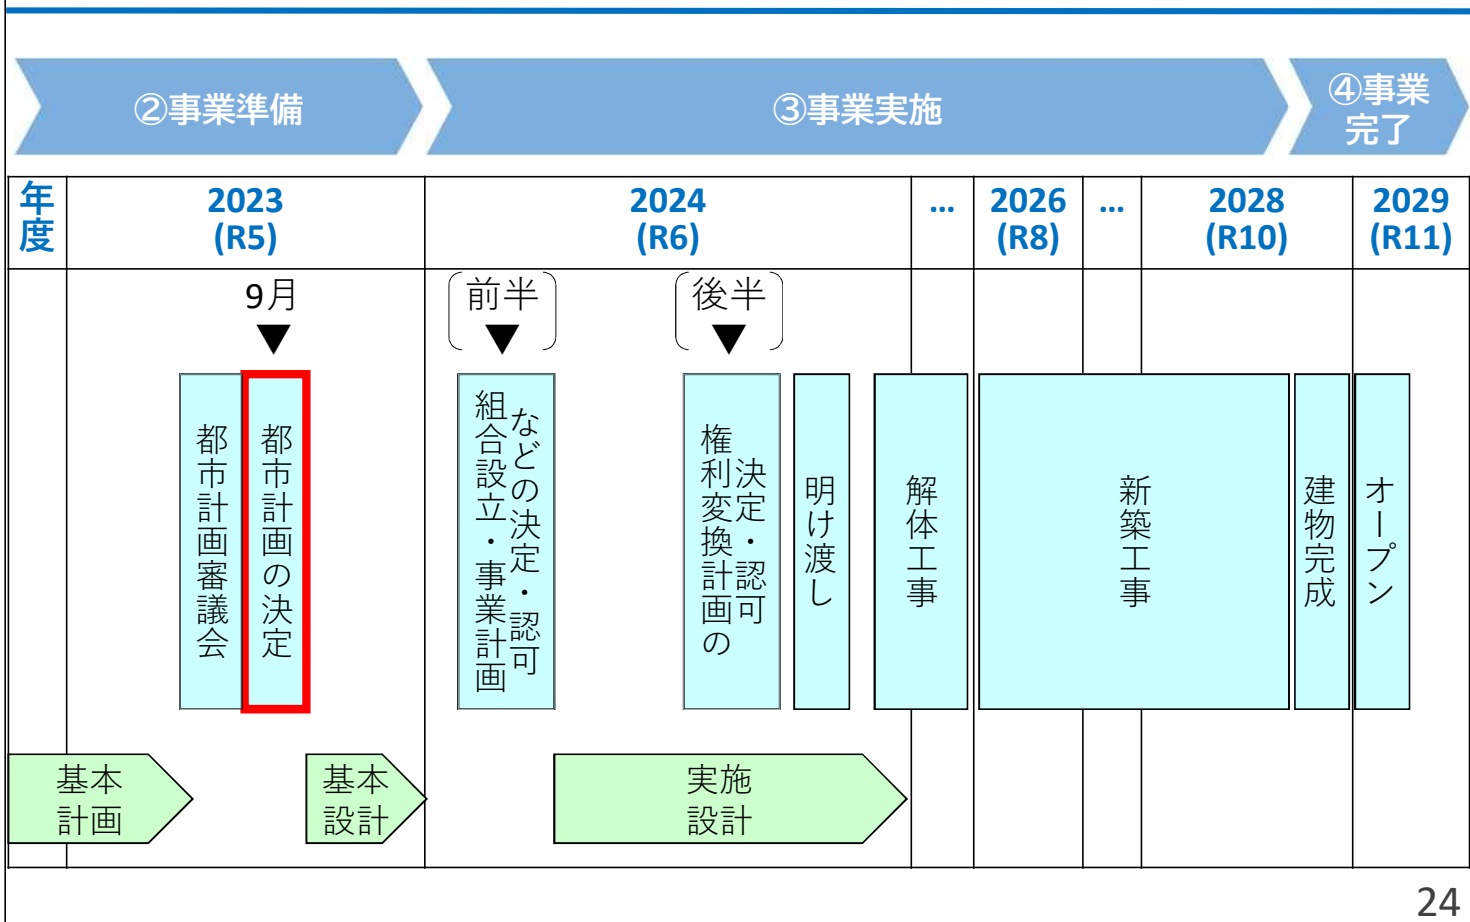 ②事業準備
③事業実施
④事業
完了
年度
2023
(R5)
2024
(R6)
...
2026
(R8)
...
2028
(R10)
2029
(R11)
9月
前半
後半
都市計画審議会
都市計画の決定
組合設立・事業計画
などの決定・認可
権利変換計画の
決定・認可
明け渡し
解体工事
新築工事
建物完成
オープン
基本
計画
基本
設計
実施
設計
24